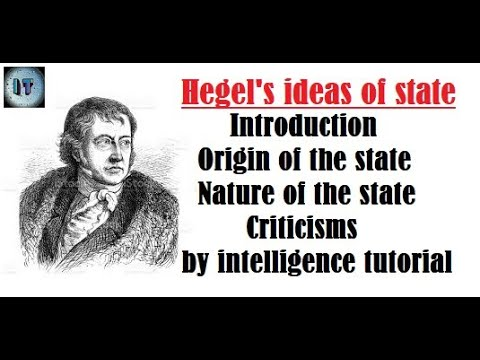 IT
Hegel's ideas of state
Introduction
Origin of the state
Nature of the state
Criticisms
by intelligence tutorial